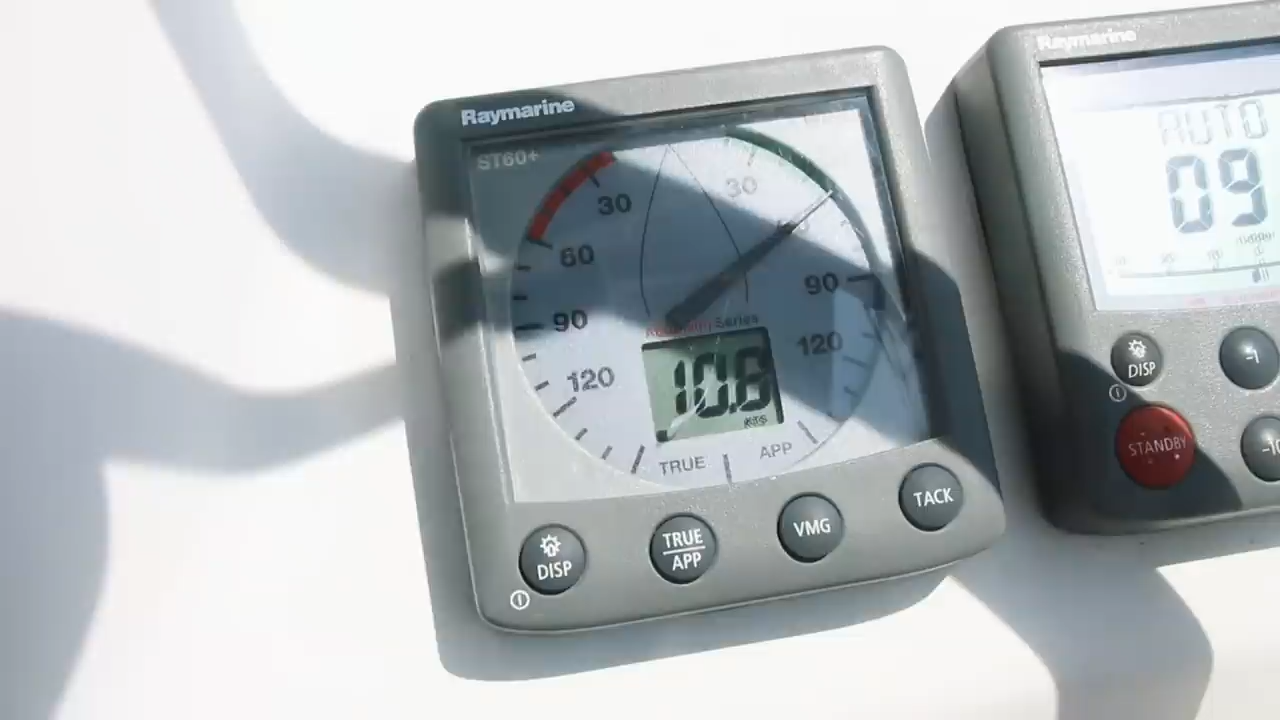 Raymarine
ST60+
30
60
90
120
30
90
120
Series
10.8
KTS
TRUE
APP
DISP
TRUE
APP
VMG
TACK
Raymarine
AUTO
09
DISP
-1
STANDBY